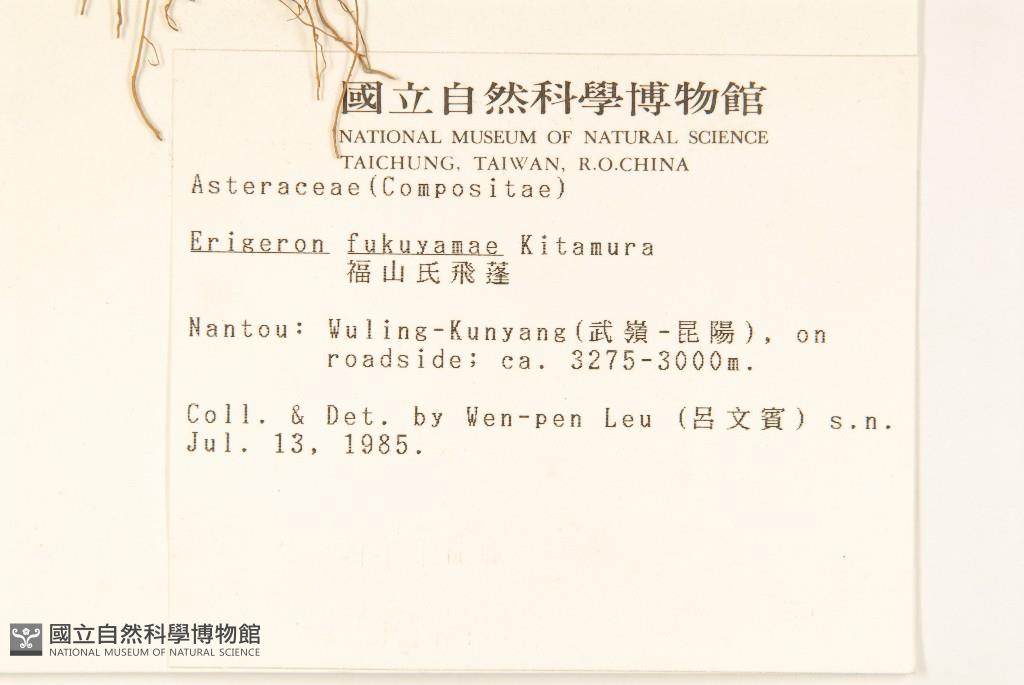 國立自然科學博物館
NATIONAL MUSEUM OF NATURAL SCIENCE
TAICHUNG, TAIWAN, R.O.CHINA
Asteraceae(Compositae)
Erigeron fukuyamae Kitamura
福山氏飛蓬
Nantou: Wuling-Kunyang(武嶺-昆陽), on
roadside; ca. 3275-3000m.
Coll. & Det. by Wen-pen Leu (呂文賓) s.n.
Jul. 13, 1985.
國立自然科學博物館
NATIONAL MUSEUM OF NATURAL SCIENCE